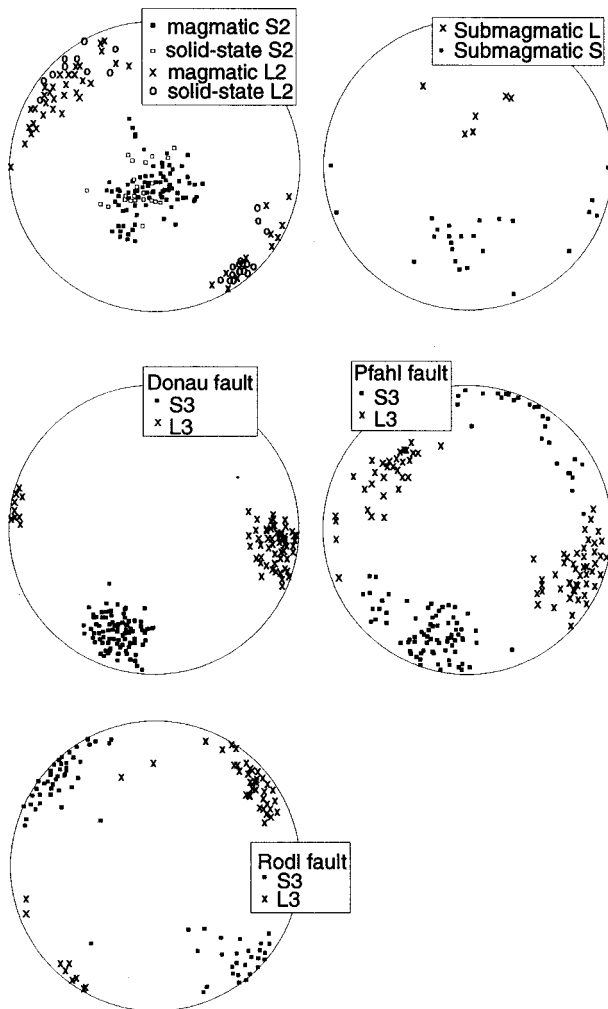 magmatic S2
solid-state S2
magmatic L2
solid-state L2
Submagmatic L
Submagmatic S
Donau fault
S3
L3
Pfahl fault
S3
L3
Rodl fault
S3
L3